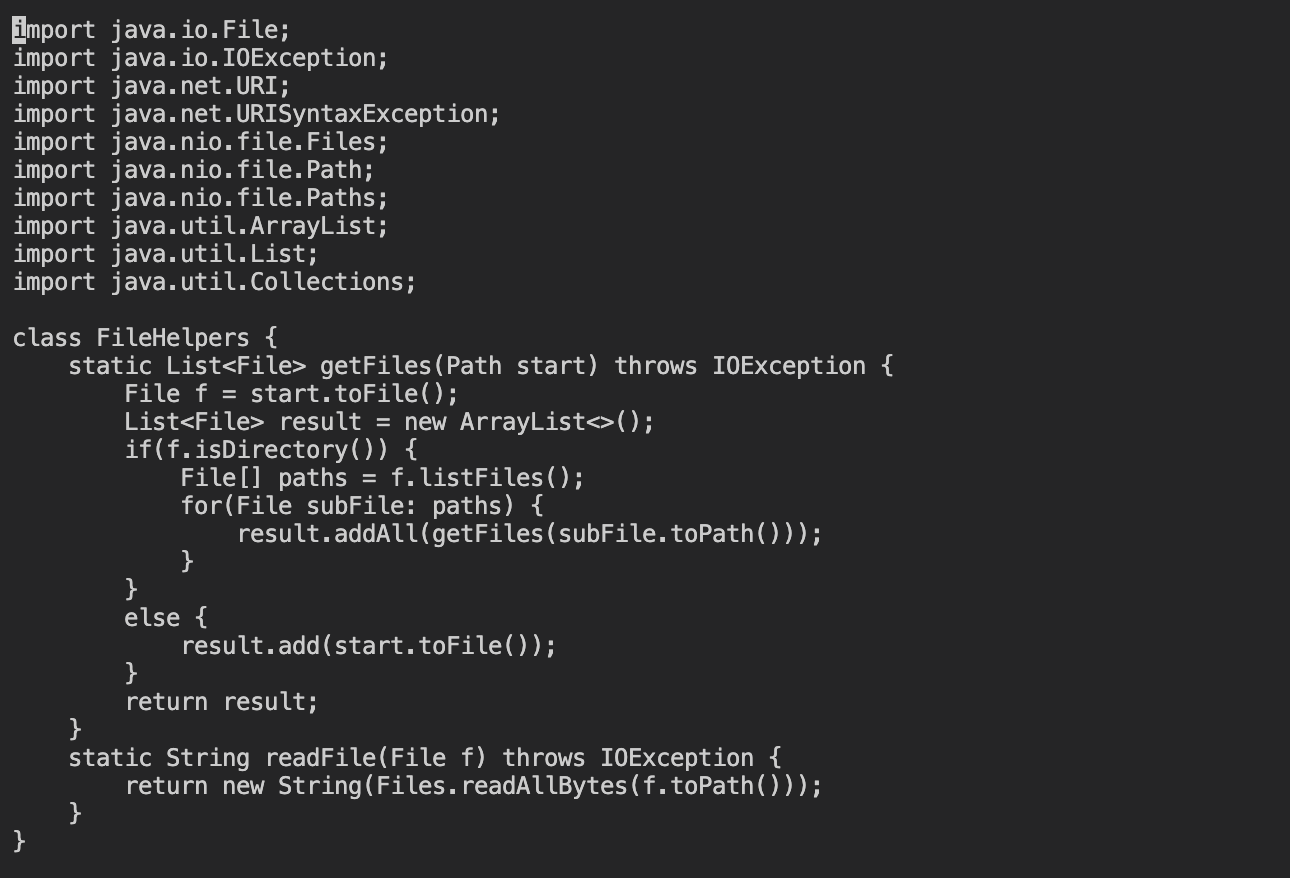 import java.io.File;
import java.io.IOException;
import java.net.URI;
import java.net.URISyntaxException;
import java.nio.file.Files;
import java.nio.file.Path;
import java.nio.file.Paths;
import java.util.ArrayList;
import java.util.List;
import java.util.Collections;

class FileHelpers {
    static List<File> getFiles(Path start) throws IOException {
        File f = start.toFile();
        List<File> result = new ArrayList<>();
        if(f.isDirectory()) {
            File[] paths = f.listFiles();
            for(File subFile: paths) {
                result.addAll(getFiles(subFile.toPath()));
            }
        }
        else {
            result.add(start.toFile());
        }
        return result;
    }
    static String readFile(File f) throws IOException {
        return new String(Files.readAllBytes(f.toPath()));
    }
}